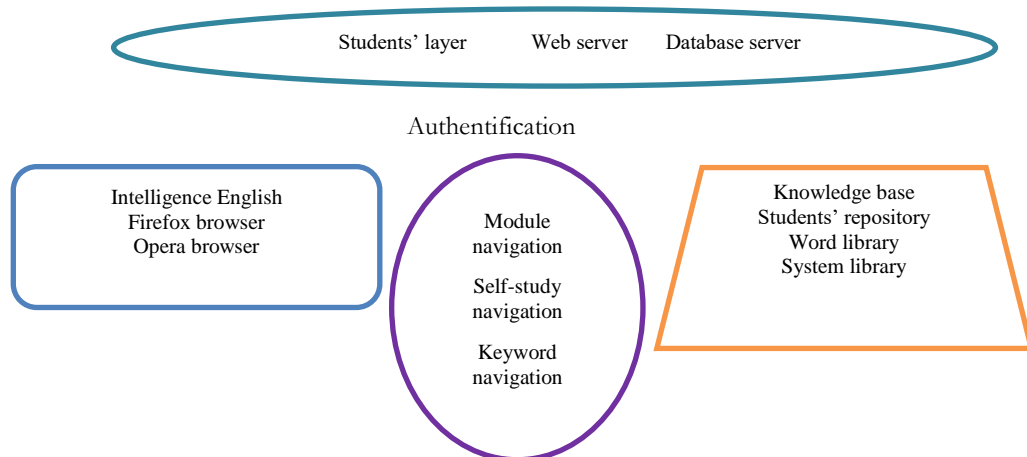 Students’ layer Web server Database server
Authentification
Intelligence English
Firefox browser
Opera browser
Module
navigation
Self-study
navigation
Keyword
navigation
Knowledge base
Students’ repository
Word library
System library